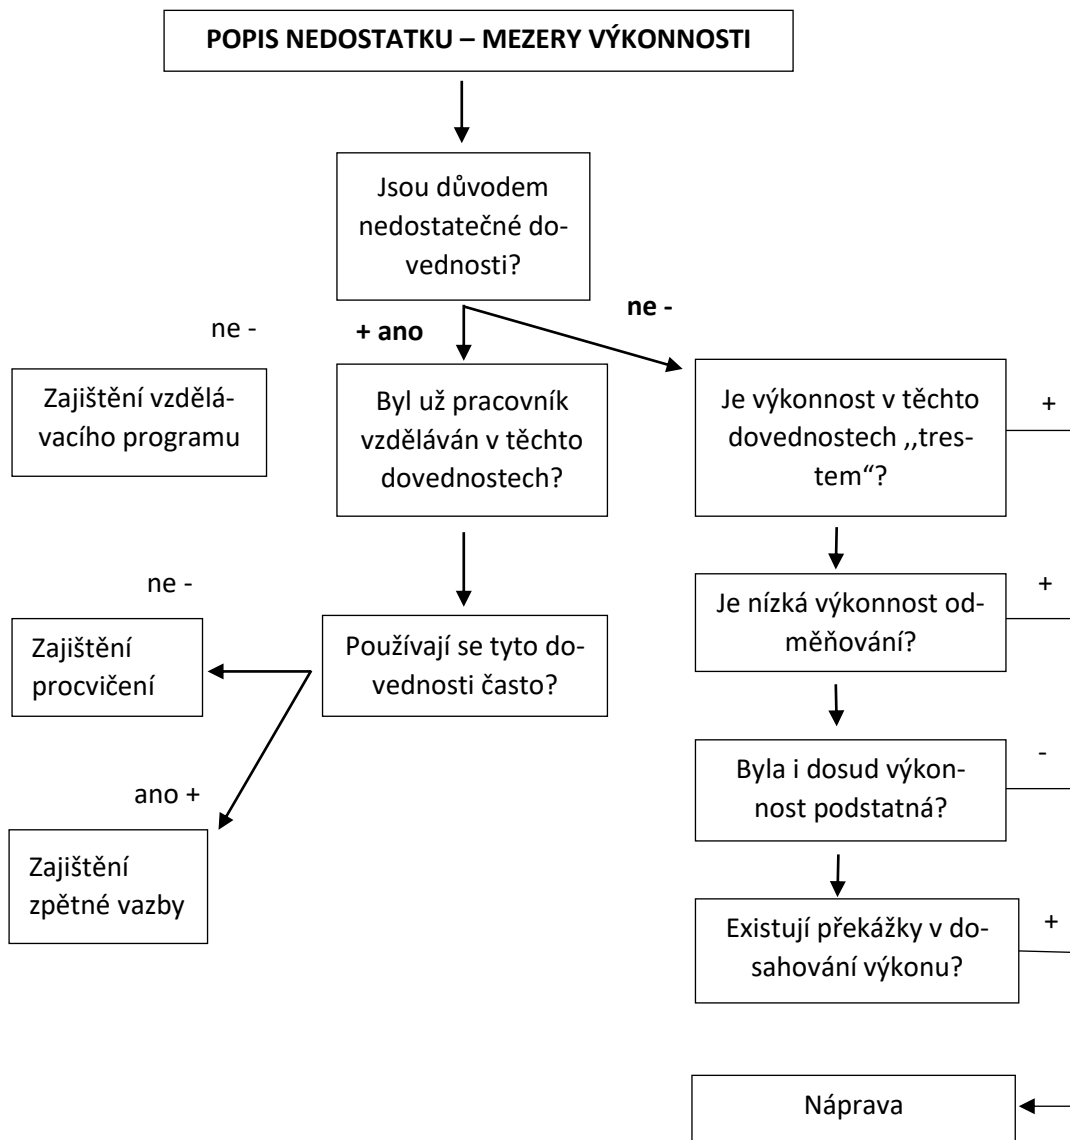 POPIS NEDOSTATKU – MEZERY VÝKONNOSTI
Jsou důvodem
nedostatečné do-
vednosti?
ne -
+ ano
ne -
Zajištění vzdělá-
vacího programu
Byl už pracovník
vzděláván v těchto
dovednostech?
Je výkonnost v těchto
dovednostech ,,tres-
tem“?
+
ne -
Zajištění
procvičení
Používají se tyto do-
vednosti často?
Je nízká výkonnost od-
měňování?
+
ano +
Zajištění
zpětné vazby
Byla i dosud výkon-
nost podstatná?
-
Existují překážky v do-
sahování výkonu?
+
Náprava